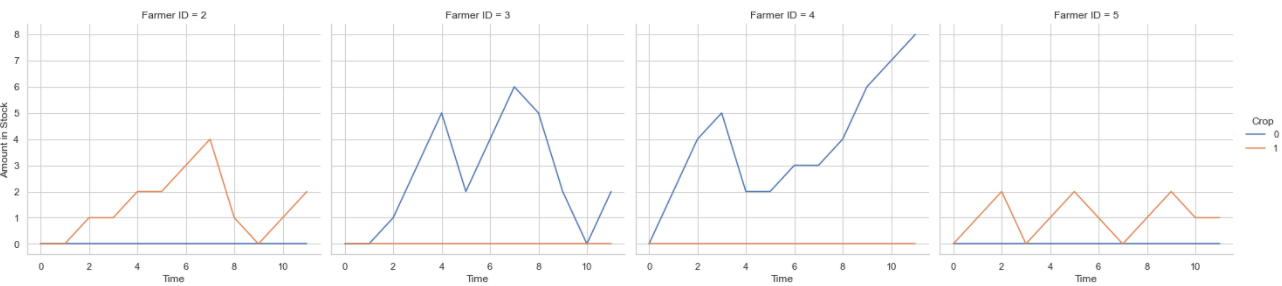 Farmer ID = 2
Farmer ID = 3
Farmer ID = 4
Farmer ID = 5
Amount in Stock
8
7
6
5
4
3
2
1
0
0 2 4 6 8 10
0 2 4 6 8 10
0 2 4 6 8 10
0 2 4 6 8 10
Time
Time
Time
Time
Crop
0
1